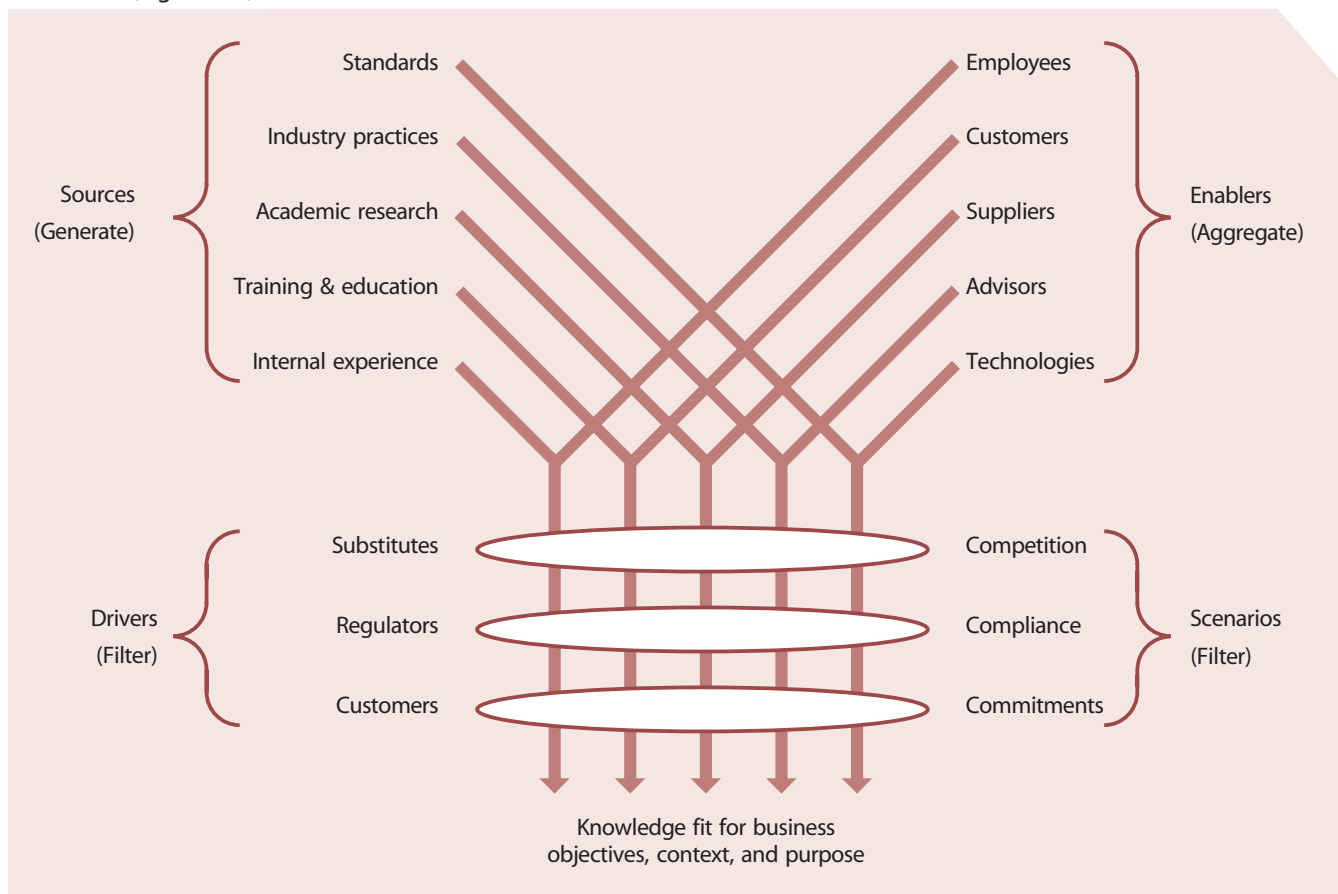 Standards
Industry practices
Academic research
Training & education
Internal experience
Sources
(Generate)
Employees
Customers
Suppliers
Advisors
Technologies
Enablers
(Aggregate)
Substitutes
Regulators
Customers
Drivers
(Filter)
Competition
Compliance
Commitments
Scenarios
(Filter)
Knowledge fit for business
objectives, context, and purpose